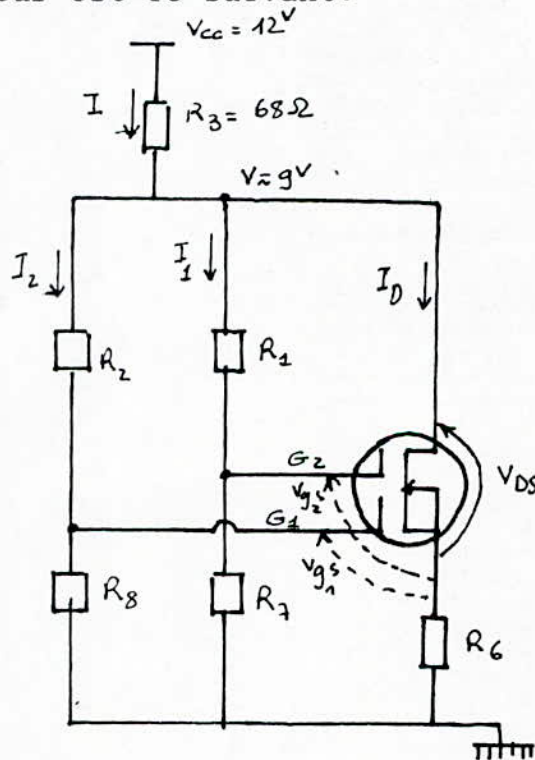 Vcc = 12V
I
R3 = 68Ω
V≈9V
I2
I1
ID
R2
R1
G2
vg2s
G1
vg1s
VDS
R8
R7
R6